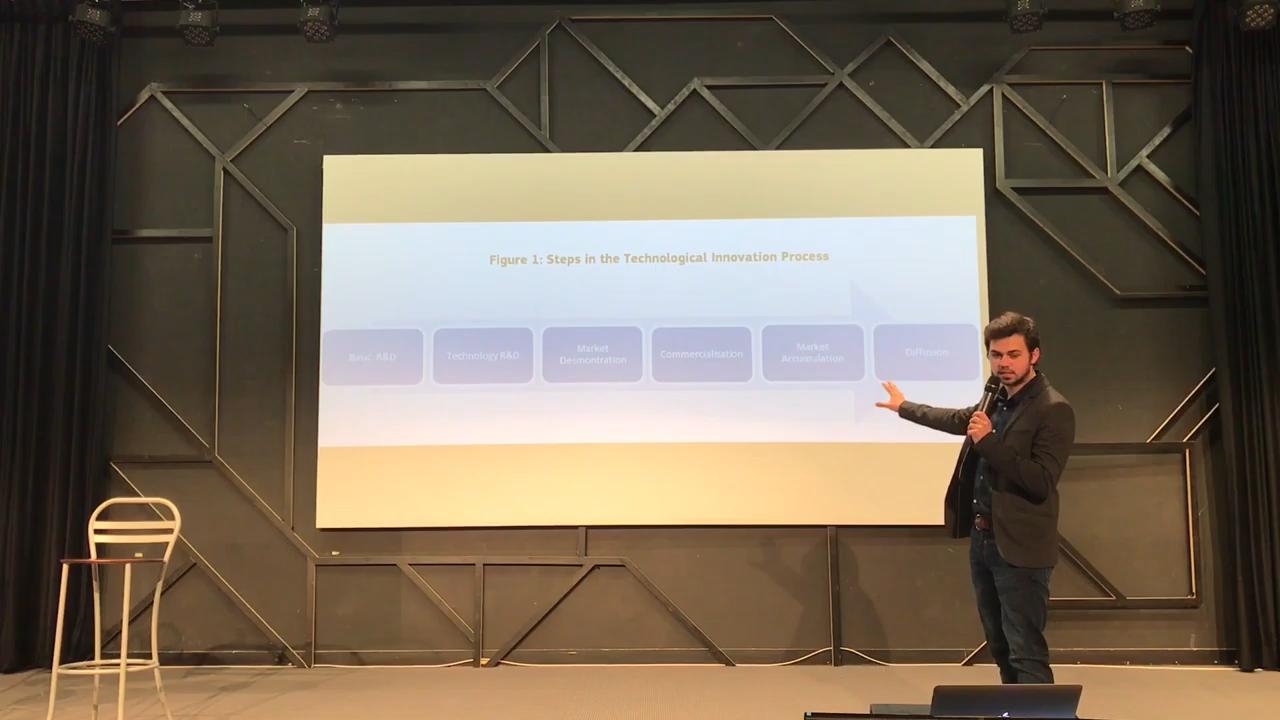 Figure 1: Steps in the Technological Innovation Process
Basic R&D
Technology R&D
Market
Desmontration
Commercialisation
Market
Accumulation
Diffusion